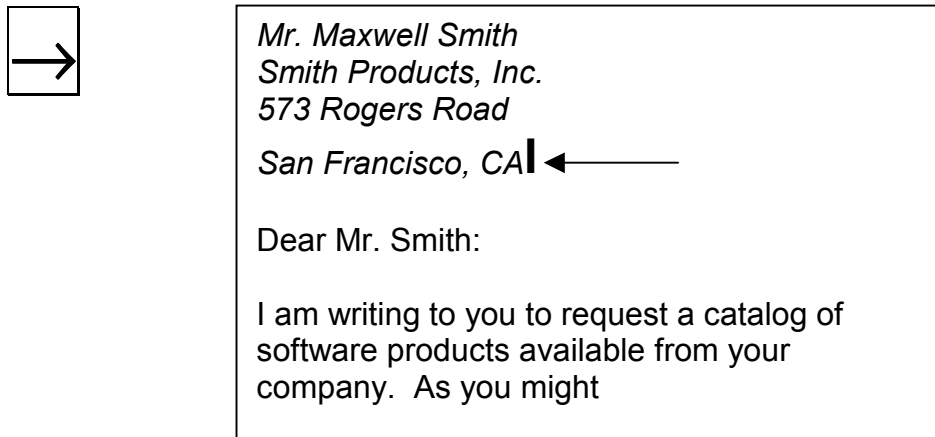 Mr. Maxwell Smith
Smith Products, Inc.
573 Rogers Road
San Francisco, CA
Dear Mr. Smith:
I am writing to you to request a catalog of
software products available from your
company.  As you might